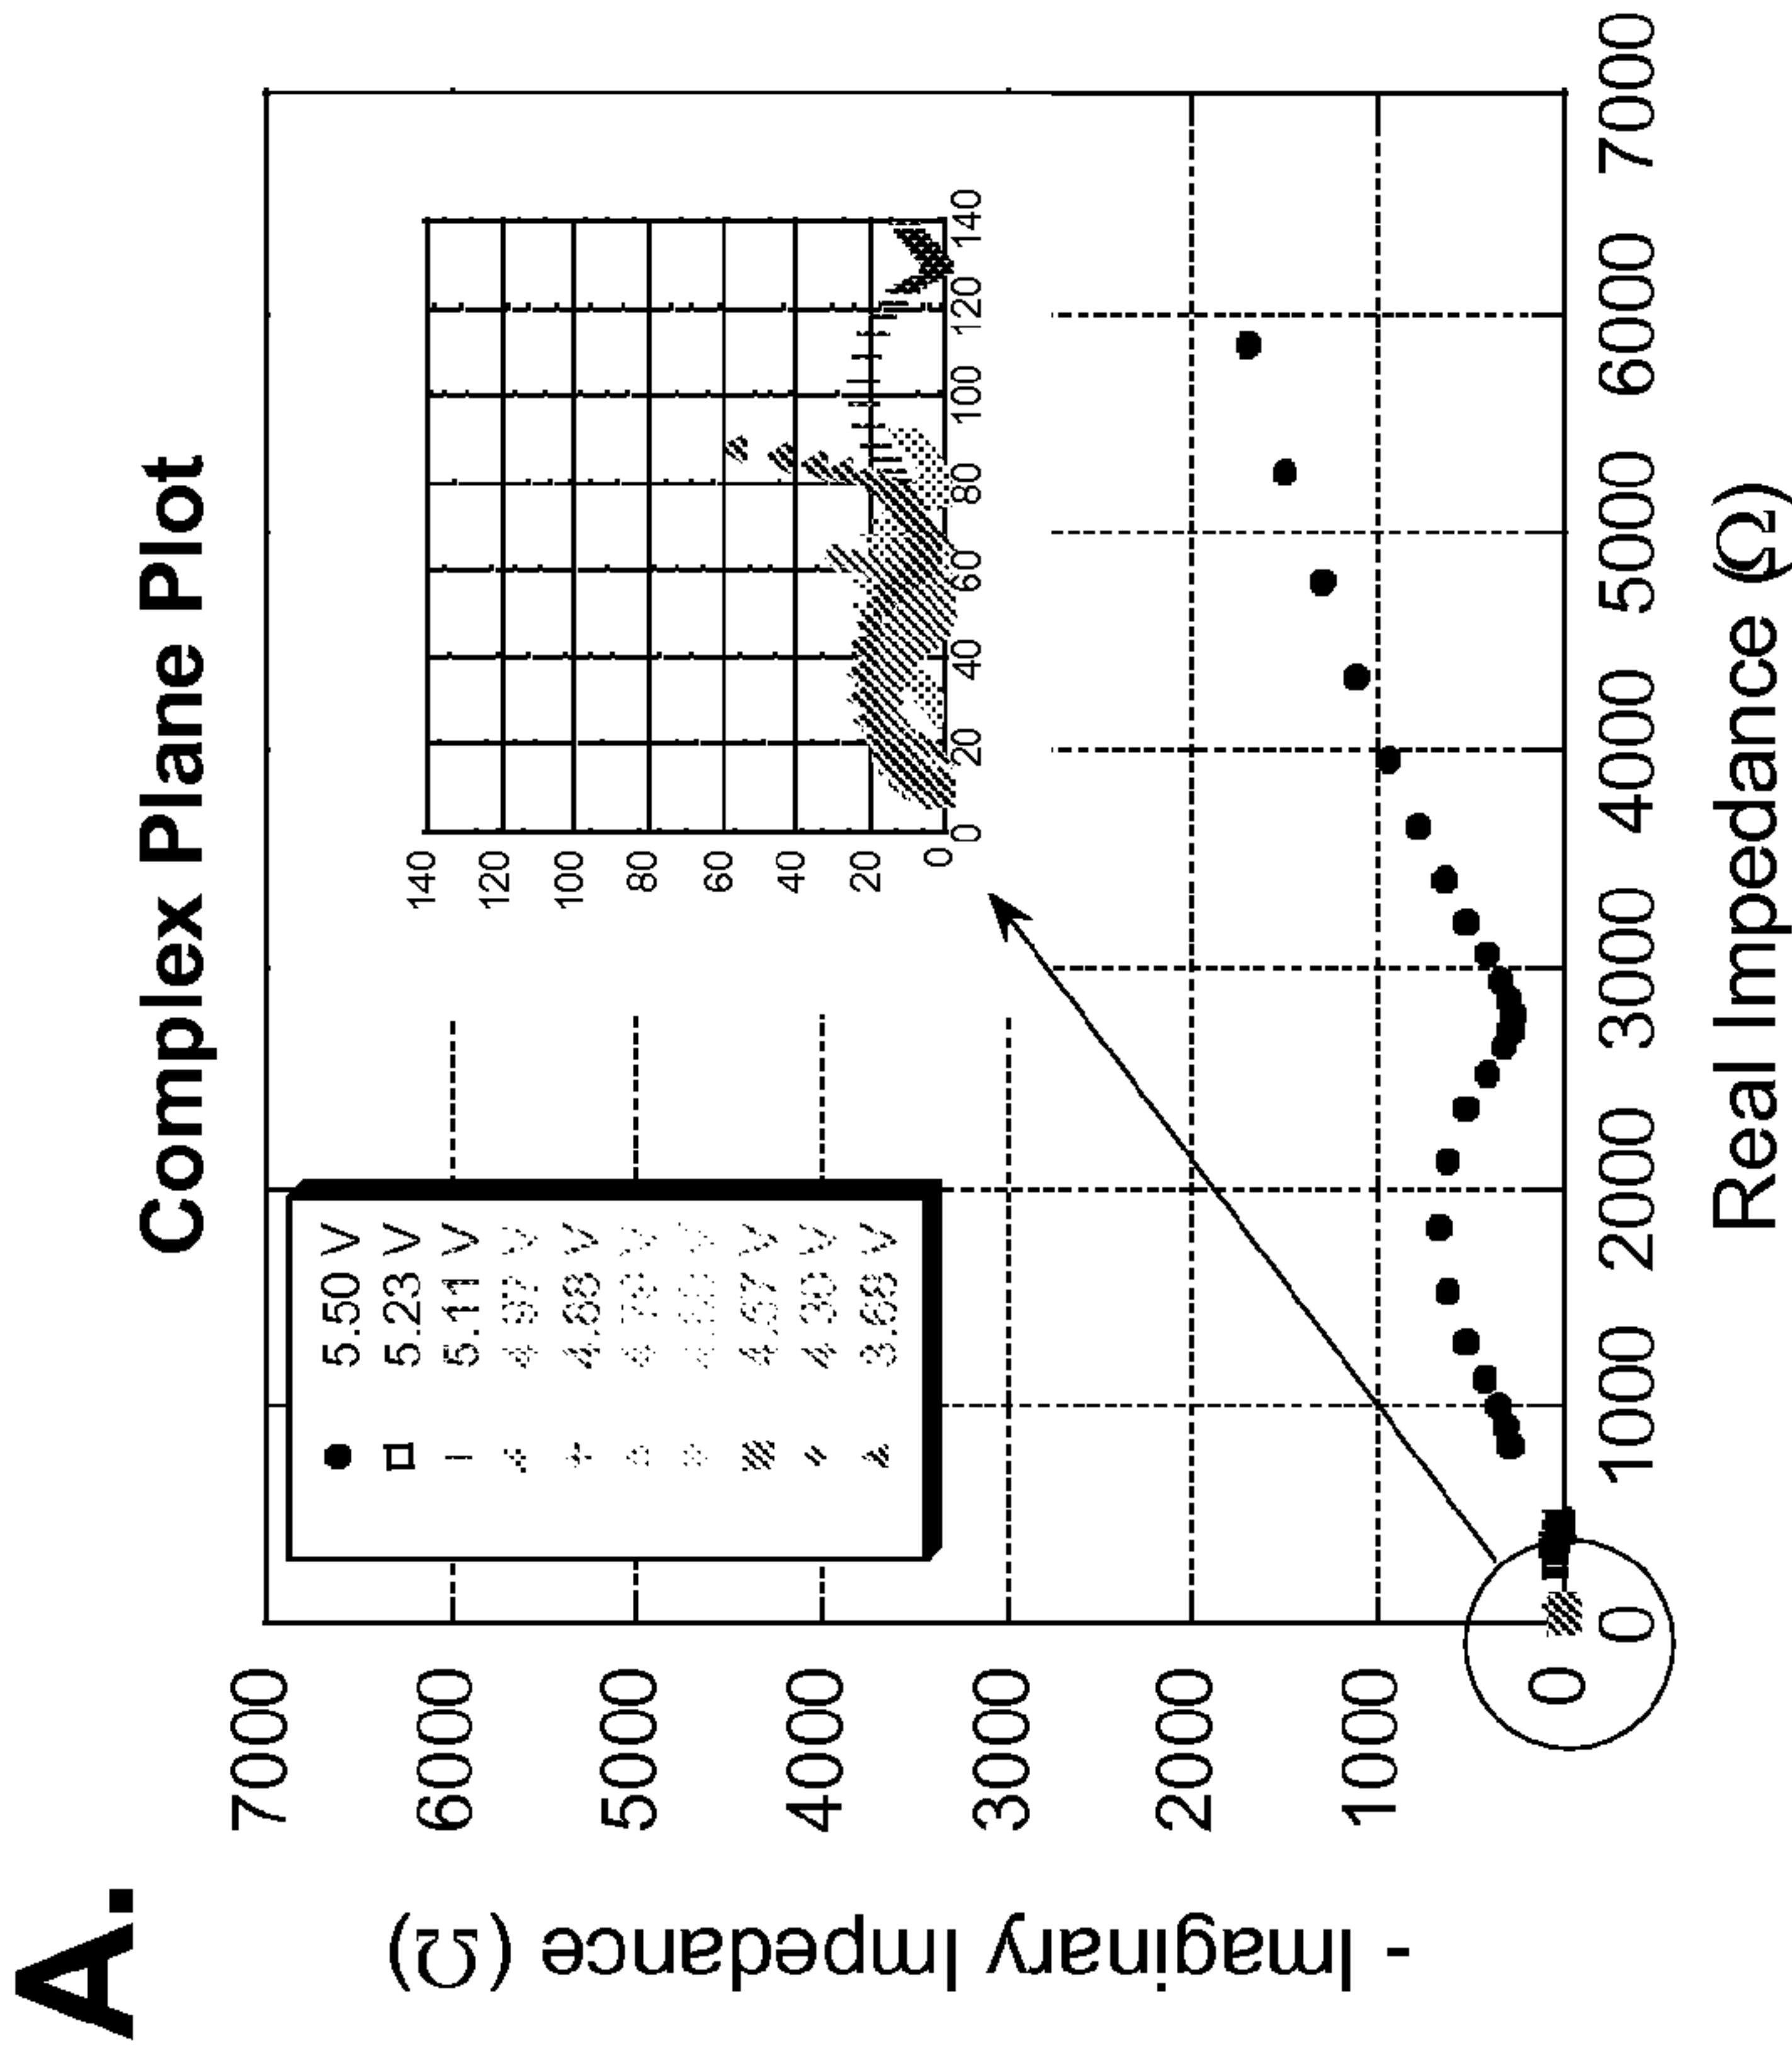 A.
Complex Plane Plot
- Imaginary Impedance (Ω)
7000
6000
5000
4000
3000
2000
1000
0
5.50 V
5.23 V
5.11 V
4.97 V
4.83 V
V
V
4.57 V
4.30 V
3.68 V
140
120
100
80
60
40
20
0
0 20 40 60 80 100 120 140
0 1000 2000 3000 4000 5000 6000 7000
Real Impedance (Ω)